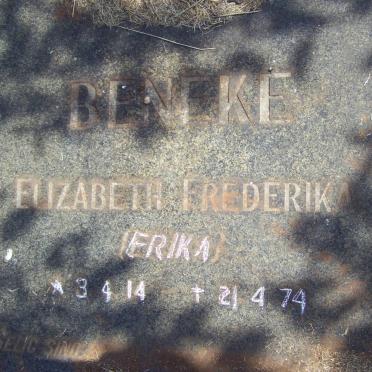 BENEKE
ELIZABETH FREDERIKA
(ERIKA)
* 3 4 14 + 21 4 74